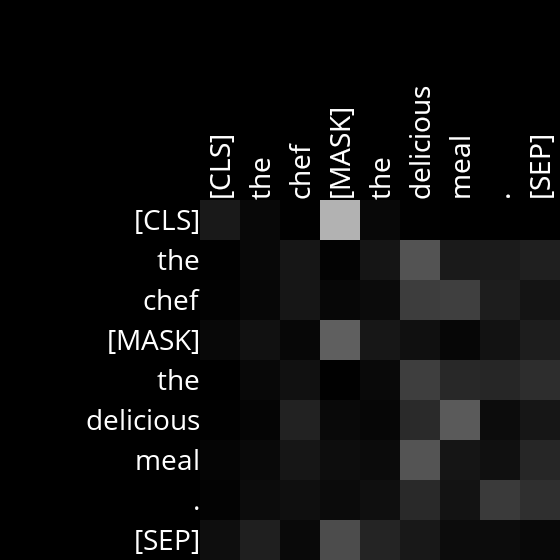 [CLS] the chef [MASK] the delicious meal . [SEP]
[CLS]
the
chef
[MASK]
the
delicious
meal
.
[SEP]